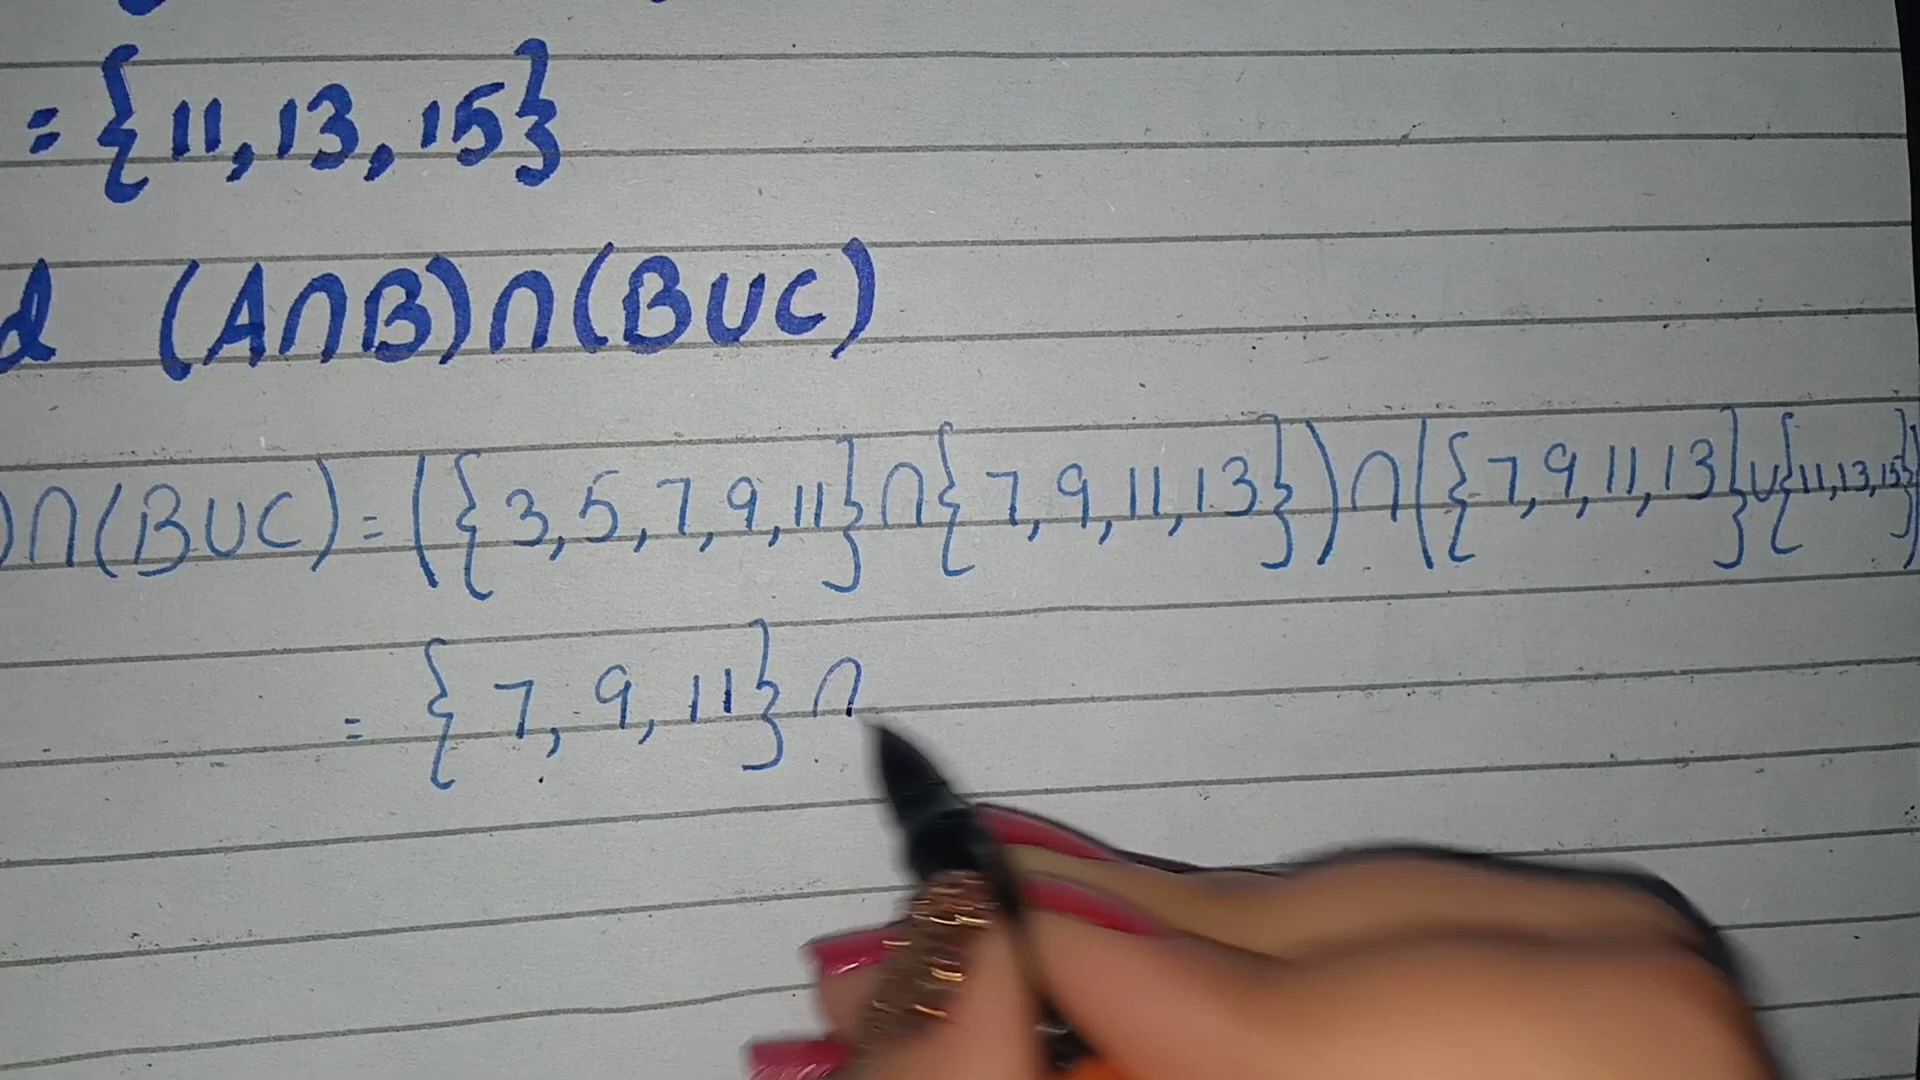 = {11, 13, 15}
d (A∩B)∩(B∪C)
)∩(B∪C) = ({3, 5, 7, 9, 11}∩{7, 9, 11, 13})∩({7, 9, 11, 13}∪{11, 13, 15})
= {7, 9, 11} ∩